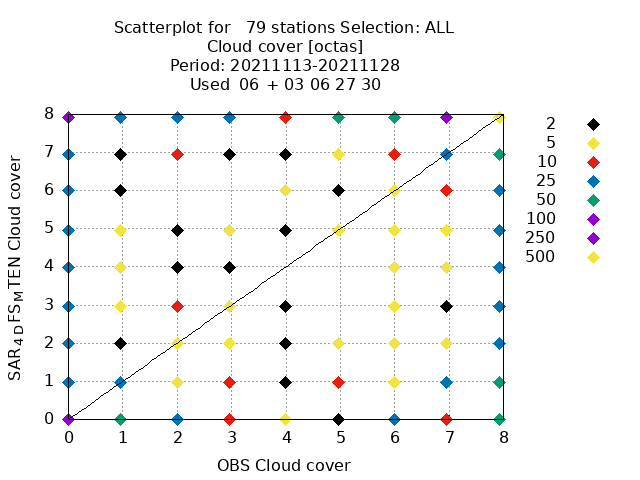 Scatterplot for 79 stations Selection: ALL
Cloud cover [octas]
Period: 20211113-20211128
Used 06 + 03 06 27 30
8
7
6
5
4
3
2
1
0
SAR4DFSMTEN Cloud cover
0 1 2 3 4 5 6 7 8
OBS Cloud cover
2
5
10
25
50
100
250
500